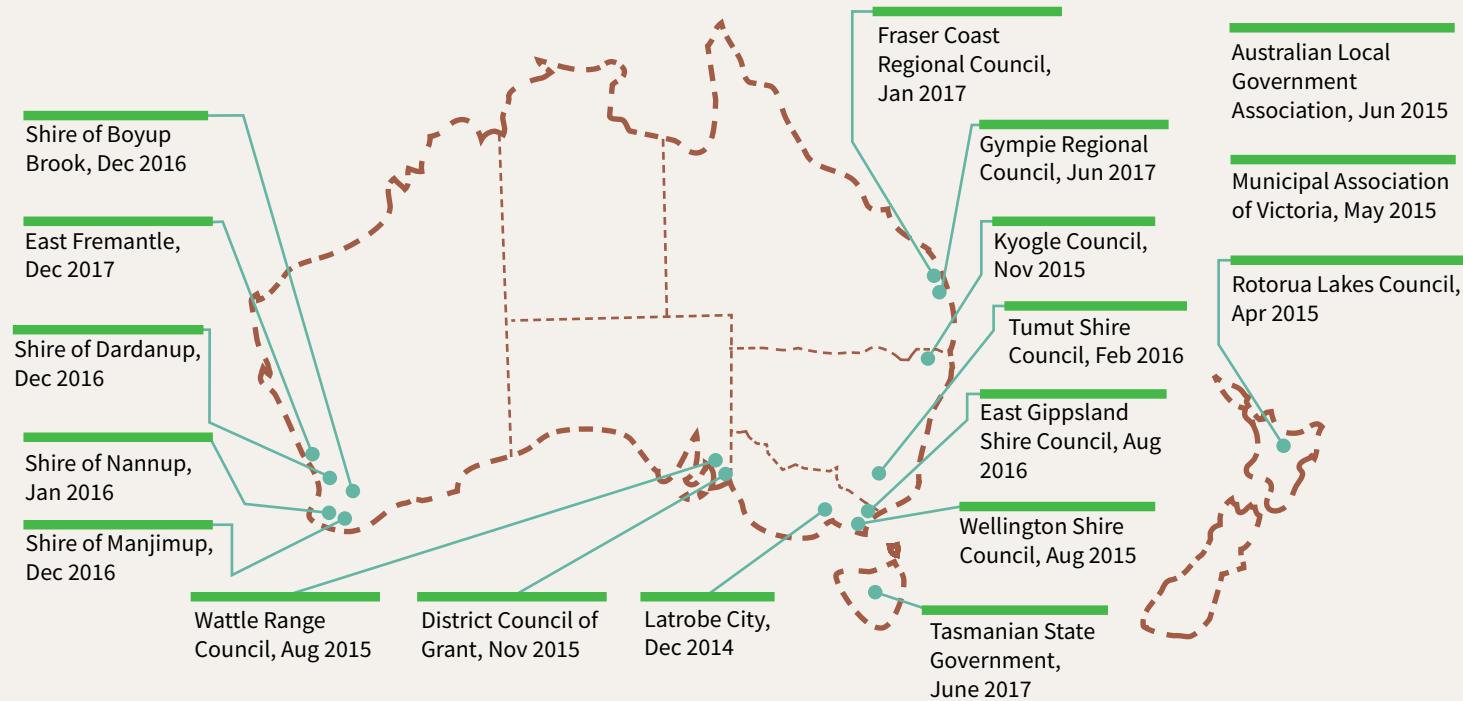 Shire of Boyup
Brook, Dec 2016
East Fremantle,
Dec 2017
Shire of Dardanup,
Dec 2016
Shire of Nannup,
Jan 2016
Shire of Manjimup,
Dec 2016
Wattle Range
Council, Aug 2015
District Council of
Grant, Nov 2015
Latrobe City,
Dec 2014
Fraser Coast
Regional Council,
Jan 2017
Gympie Regional
Council, Jun 2017
Kyogle Council,
Nov 2015
Tumut Shire
Council, Feb 2016
East Gippsland
Shire Council, Aug
2016
Wellington Shire
Council, Aug 2015
Tasmanian State
Government,
June 2017
Australian Local
Government
Association, Jun 2015
Municipal Association
of Victoria, May 2015
Rotorua Lakes Council,
Apr 2015